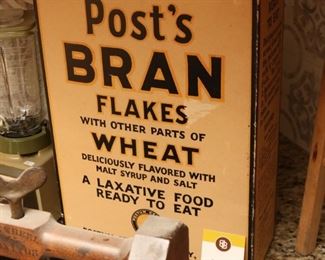 Post's
BRAN
FLAKES
WITH OTHER PARTS OF
WHEAT
DELICIOUSLY FLAVORED WITH
MALT SYRUP AND SALT
A LAXATIVE FOOD
READY TO EAT